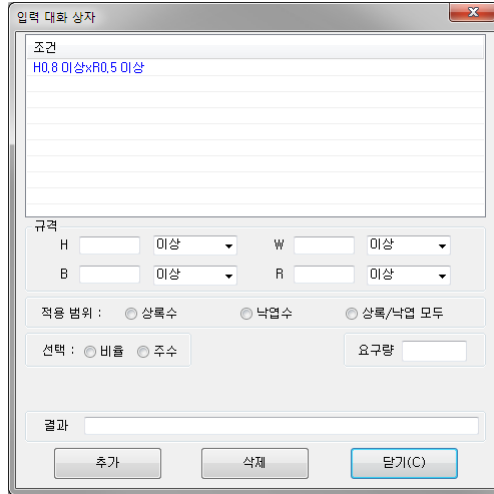 입력 대화 상자
조건
H0,8 이상xR0,5 이상
규격
H 이상 W 이상
B 이상 R 이상
적용 범위 : 상록수 낙엽수 상록/낙엽 모두
선택 : 비율 주수 요구량
결과
추가 삭제 닫기(C)